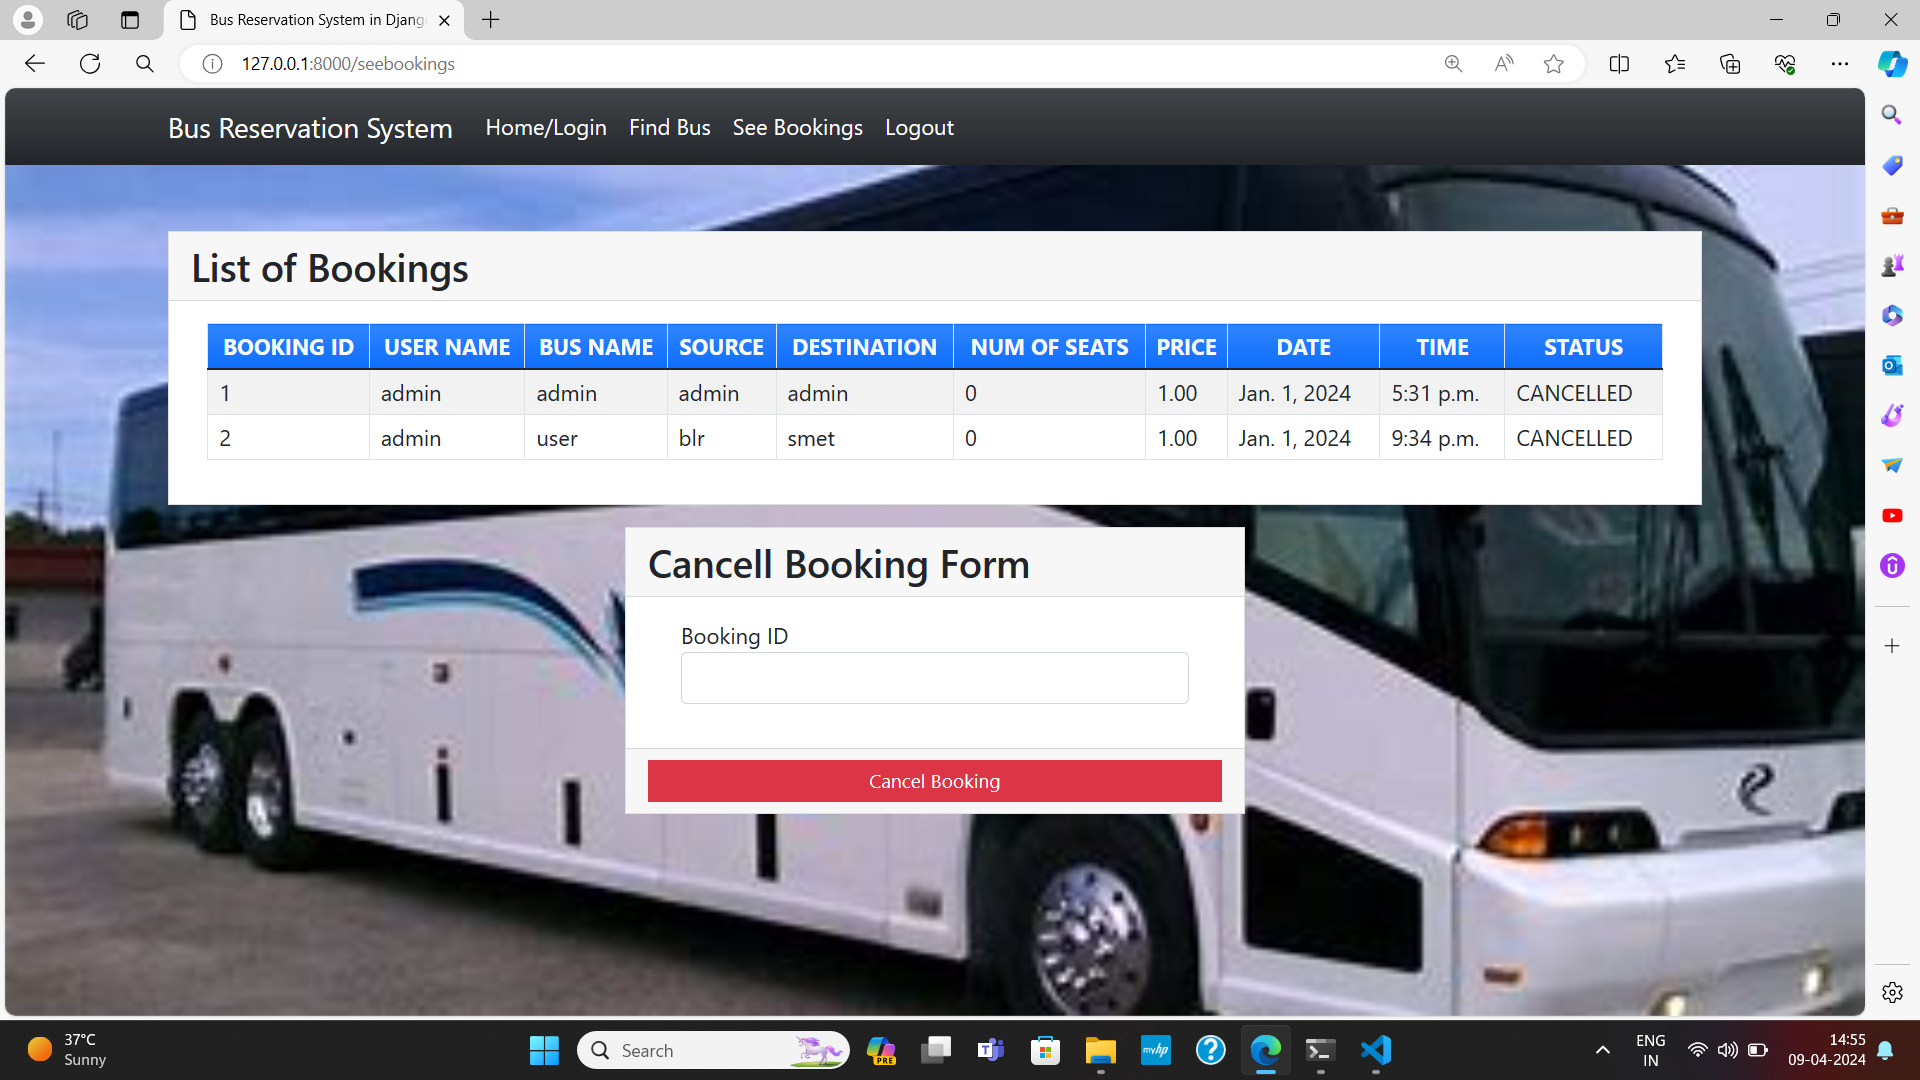 Bus Reservation System in Djang
127.0.0.1:8000/seebookings
Bus Reservation System Home/Login Find Bus See Bookings Logout
List of Bookings
BOOKING ID USER NAME BUS NAME SOURCE DESTINATION NUM OF SEATS PRICE DATE TIME STATUS
1 admin admin admin admin 0 1.00 Jan. 1, 2024 5:31 p.m. CANCELLED
2 admin user blr smet 0 1.00 Jan. 1, 2024 9:34 p.m. CANCELLED
Cancell Booking Form
Booking ID
Cancel Booking
37°C
Sunny
Search
PRE
myhp
ENG
IN
14:55
09-04-2024